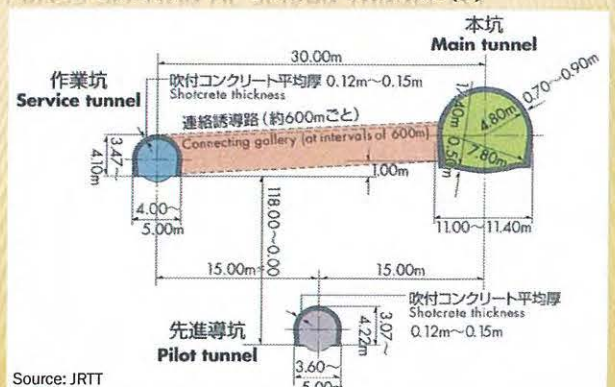 30.00m
本坑
Main tunnel
作業坑
Service tunnel
吹付コンクリート平均厚 0.12m～0.15m
Shotcrete thickness
連絡誘導路（約600mごと）
Connecting gallery (at intervals of 600m)
3.47～
4.10m
4.00～
5.00m
1.00m
118.00～0.00m
0.70～0.90m
4.80m
7.80m
11.00～11.40m
15.00m
15.00m
先進導坑
Pilot tunnel
吹付コンクリート平均厚
Shotcrete thickness
0.12m～0.15m
3.07～
4.22m
3.60～
5.00m
Source: JRTT